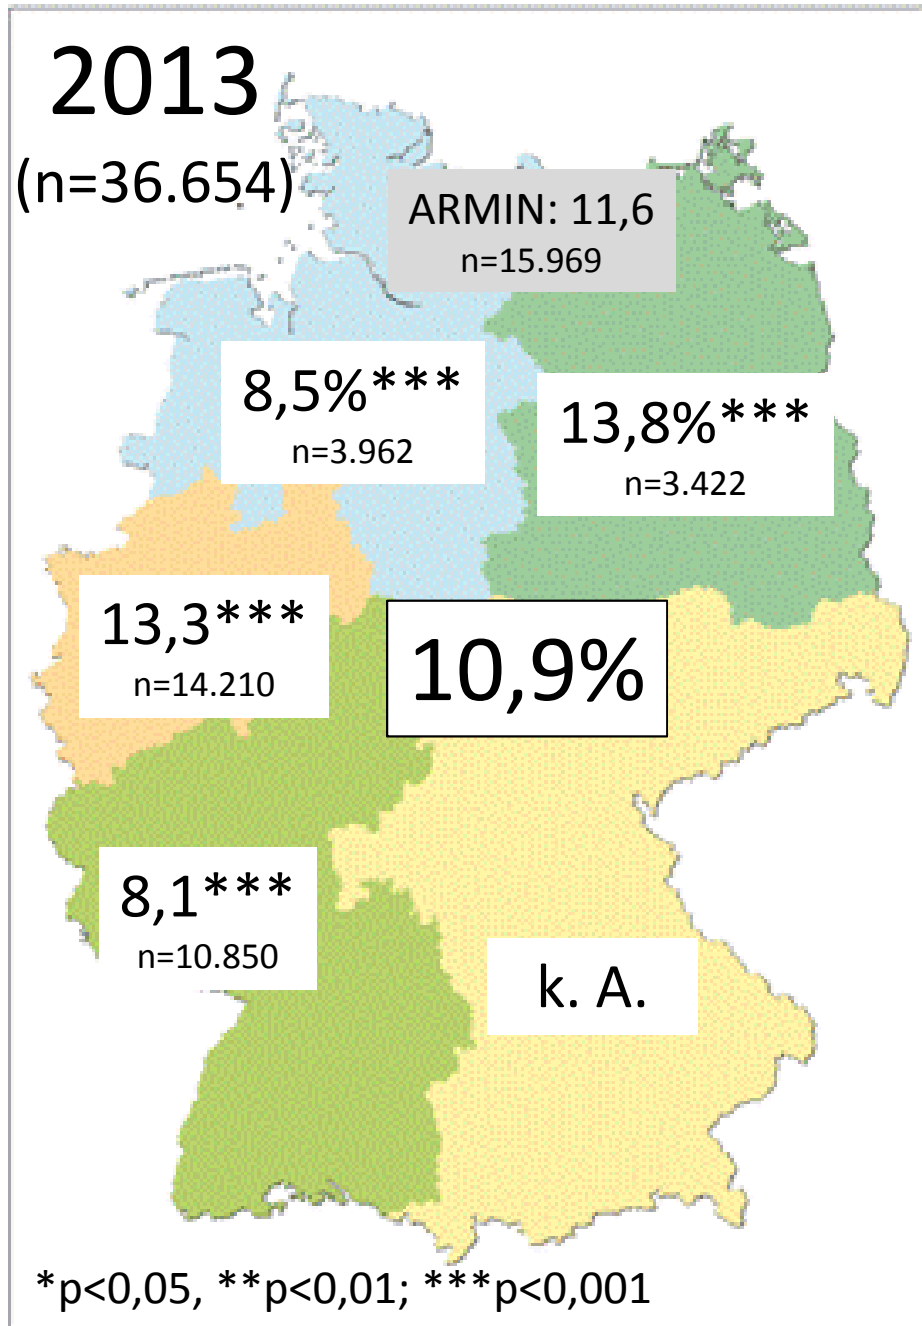 2013
(n=36.654)
ARMIN: 11,6
n=15.969
8,5%***
n=3.962
13,8%***
n=3.422
13,3***
n=14.210
10,9%
8,1***
n=10.850
k. A.
*p<0,05, **p<0,01; ***p<0,001